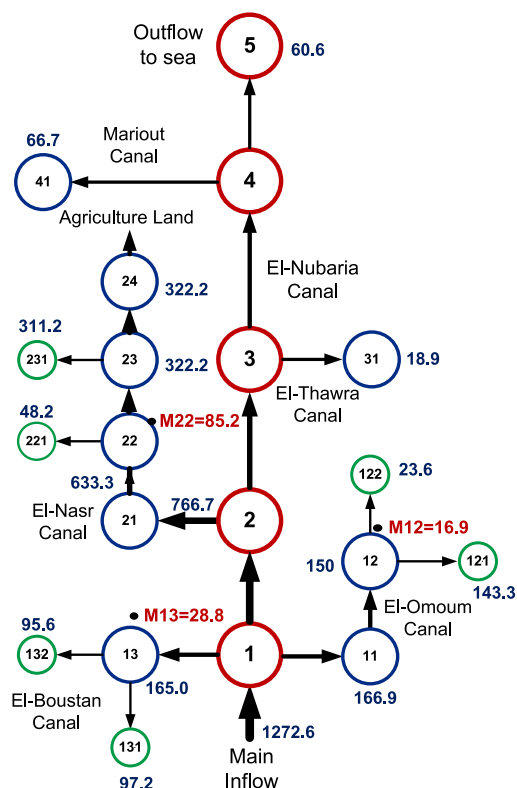 Outflow
to sea
5
60.6
66.7
Mariout
Canal
41
4
Agriculture Land
24
322.2
El-Nubaria
Canal
311.2
231
23
322.2
3
31
18.9
El-Thawra
Canal
48.2
221
22
M22=85.2
633.3
El-Nasr
Canal
21
766.7
2
122
23.6
M12=16.9
150
12
121
143.3
El-Omoum
Canal
M13=28.8
95.6
132
13
165.0
1
11
166.9
El-Boustan
Canal
131
97.2
1272.6
Main
Inflow